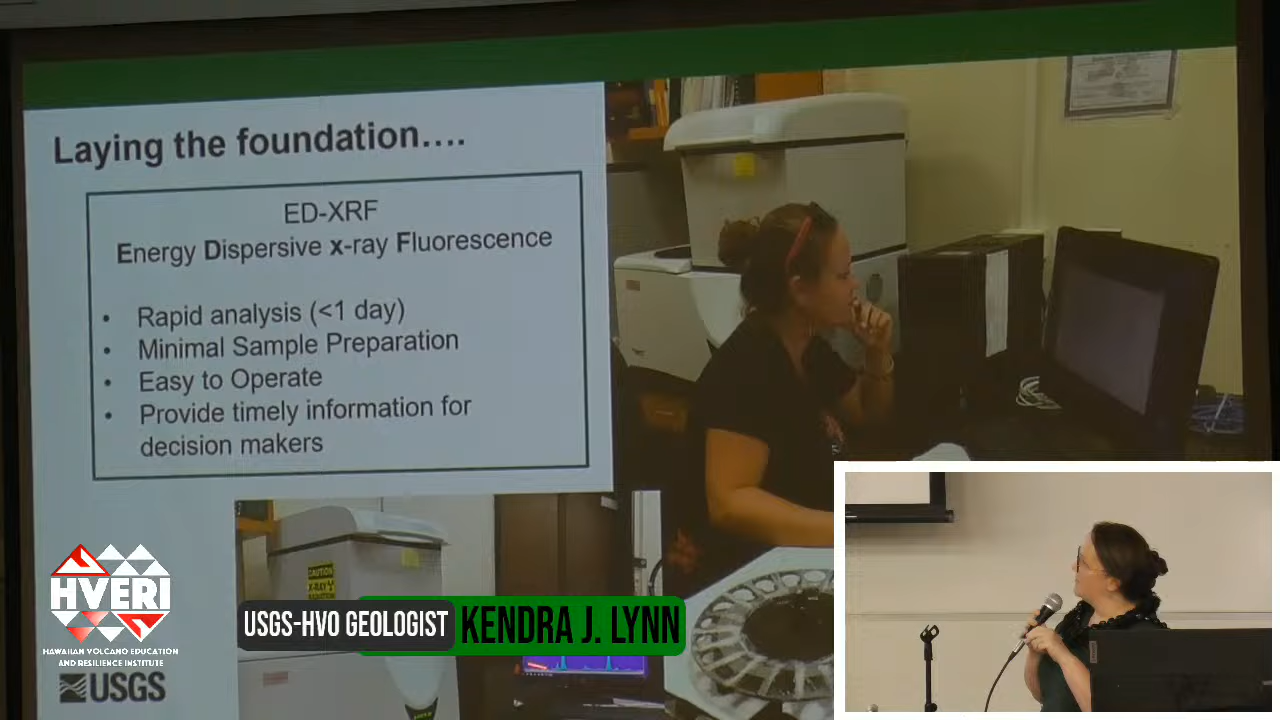 Laying the foundation....
ED-XRF
Energy Dispersive x-ray Fluorescence
• Rapid analysis (<1 day)
• Minimal Sample Preparation
• Easy to Operate
• Provide timely information for
decision makers
CAUTION
X-RAY
HVERI
HAWAIIAN VOLCANO EDUCATION
AND RESILIENCE INSTITUTE
USGS
USGS-HVO GEOLOGIST
KENDRA J. LYNN